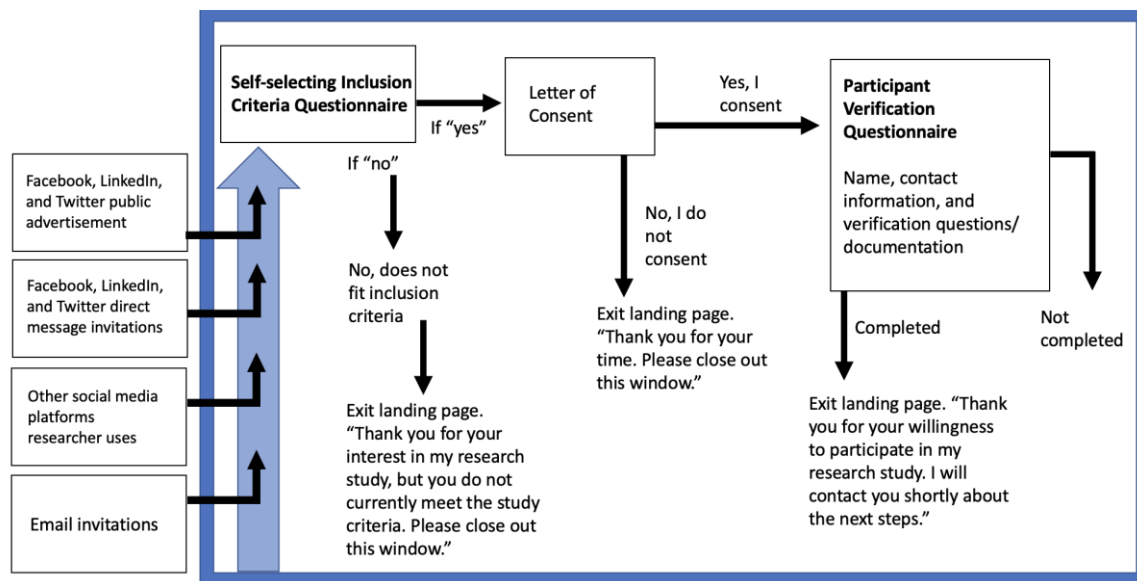 Self-selecting Inclusion
Criteria Questionnaire
If “yes”
If “no”
No, does not
fit inclusion
criteria
Exit landing page.
“Thank you for your
interest in my research
study, but you do not
currently meet the study
criteria. Please close out
this window.”
Letter of
Consent
Yes, I
consent
No, I do
not
consent
Exit landing page.
“Thank you for your
time. Please close out
this window.”
Participant
Verification
Questionnaire
Name, contact
information, and
verification questions/
documentation
Completed
Not
completed
Exit landing page. “Thank
you for your willingness
to participate in my
research study. I will
contact you shortly about
the next steps.”
Facebook, LinkedIn,
and Twitter public
advertisement
Facebook, LinkedIn,
and Twitter direct
message invitations
Other social media
platforms
researcher uses
Email invitations